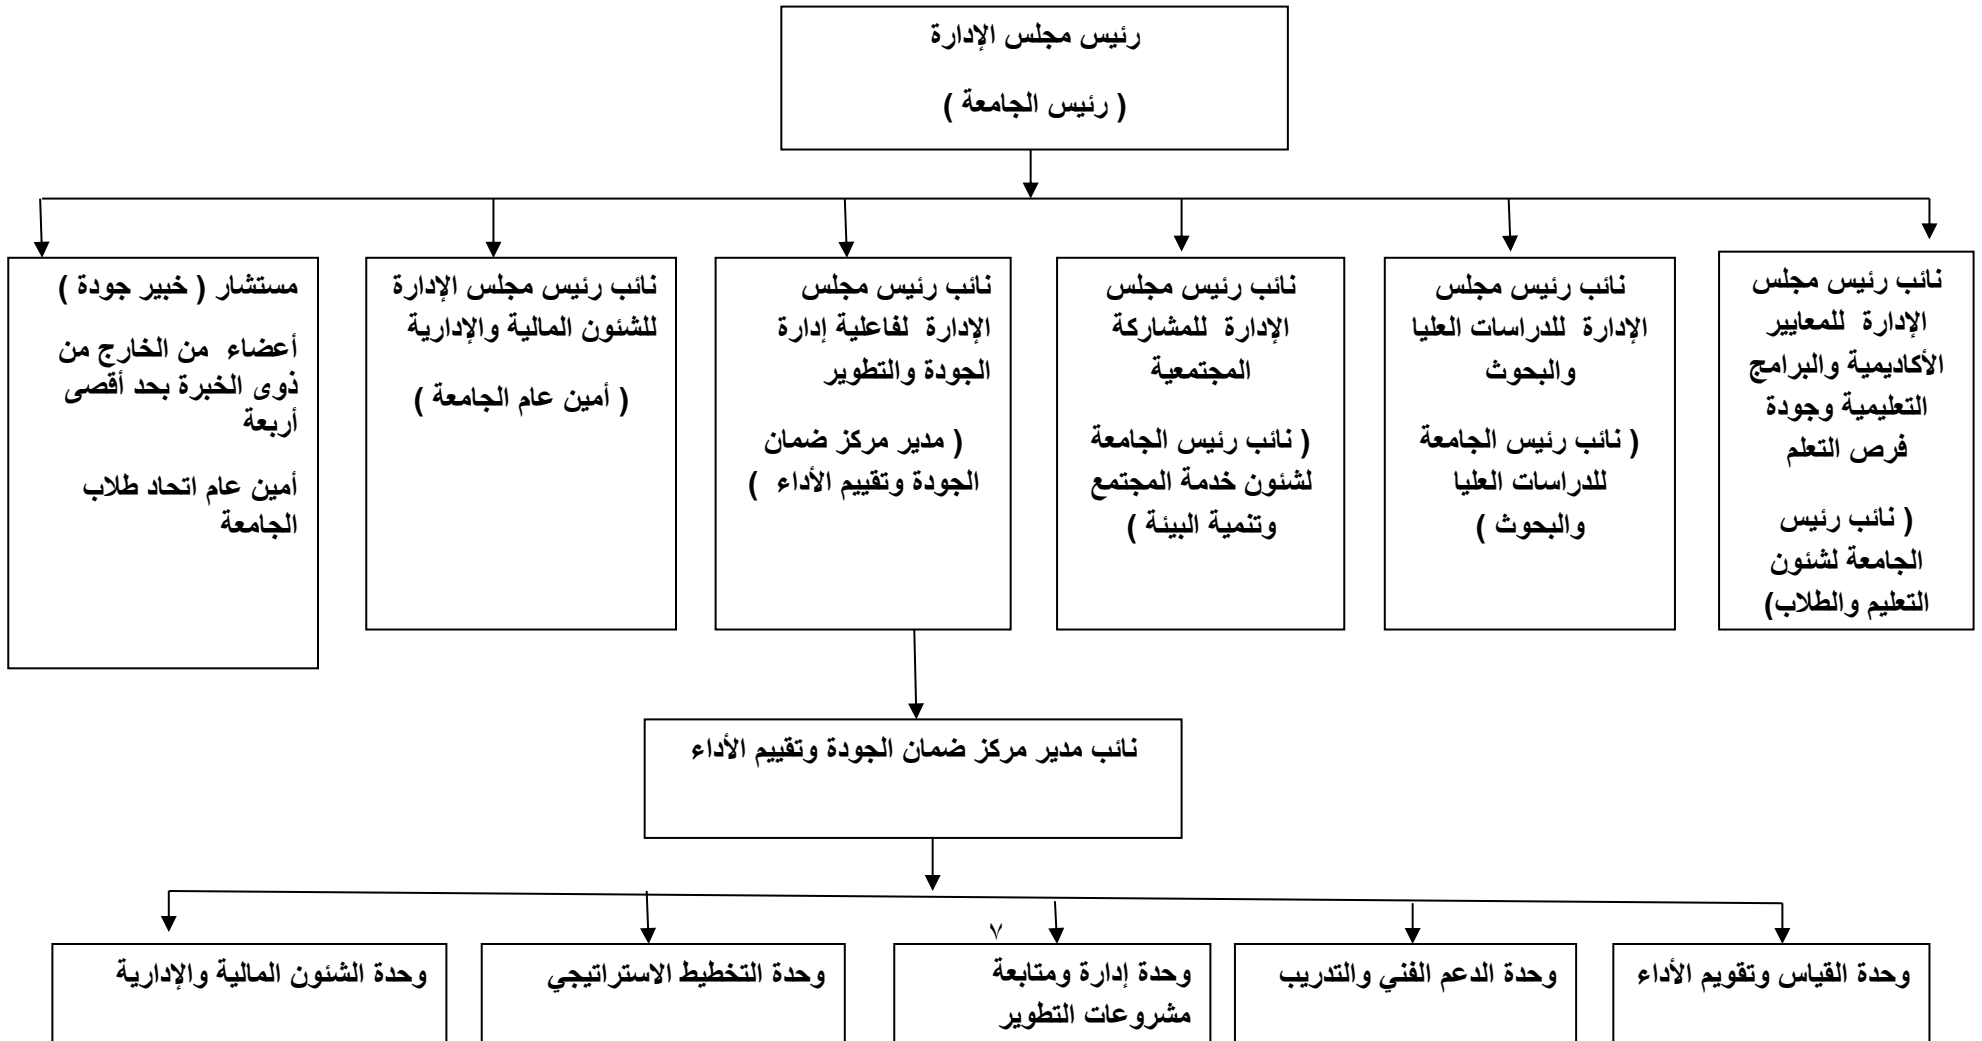 رئيس مجلس الإدارة
( رئيس الجامعة )
نائب رئيس مجلس
الإدارة للمعايير
الأكاديمية والبرامج
التعليمية وجودة
فرص التعلم
( نائب رئيس
الجامعة لشئون
التعليم والطلاب)
نائب رئيس مجلس
الإدارة للدراسات العليا
والبحوث
( نائب رئيس الجامعة
للدراسات العليا
والبحوث )
نائب رئيس مجلس
الإدارة للمشاركة
المجتمعية
( نائب رئيس الجامعة
لشئون خدمة المجتمع
وتنمية البيئة )
نائب رئيس مجلس
الإدارة لفاعلية إدارة
الجودة والتطوير
( مدير مركز ضمان
الجودة وتقييم الأداء )
نائب رئيس مجلس الإدارة
للشئون المالية والإدارية
( أمين عام الجامعة )
مستشار ( خبير جودة )
أعضاء من الخارج من
ذوى الخبرة بحد أقصى
أربعة
أمين عام اتحاد طلاب
الجامعة
نائب مدير مركز ضمان الجودة وتقييم الأداء
٧
وحدة القياس وتقويم الأداء
وحدة الدعم الفني والتدريب
وحدة إدارة ومتابعة
مشروعات التطوير
وحدة التخطيط الاستراتيجي
وحدة الشئون المالية والإدارية